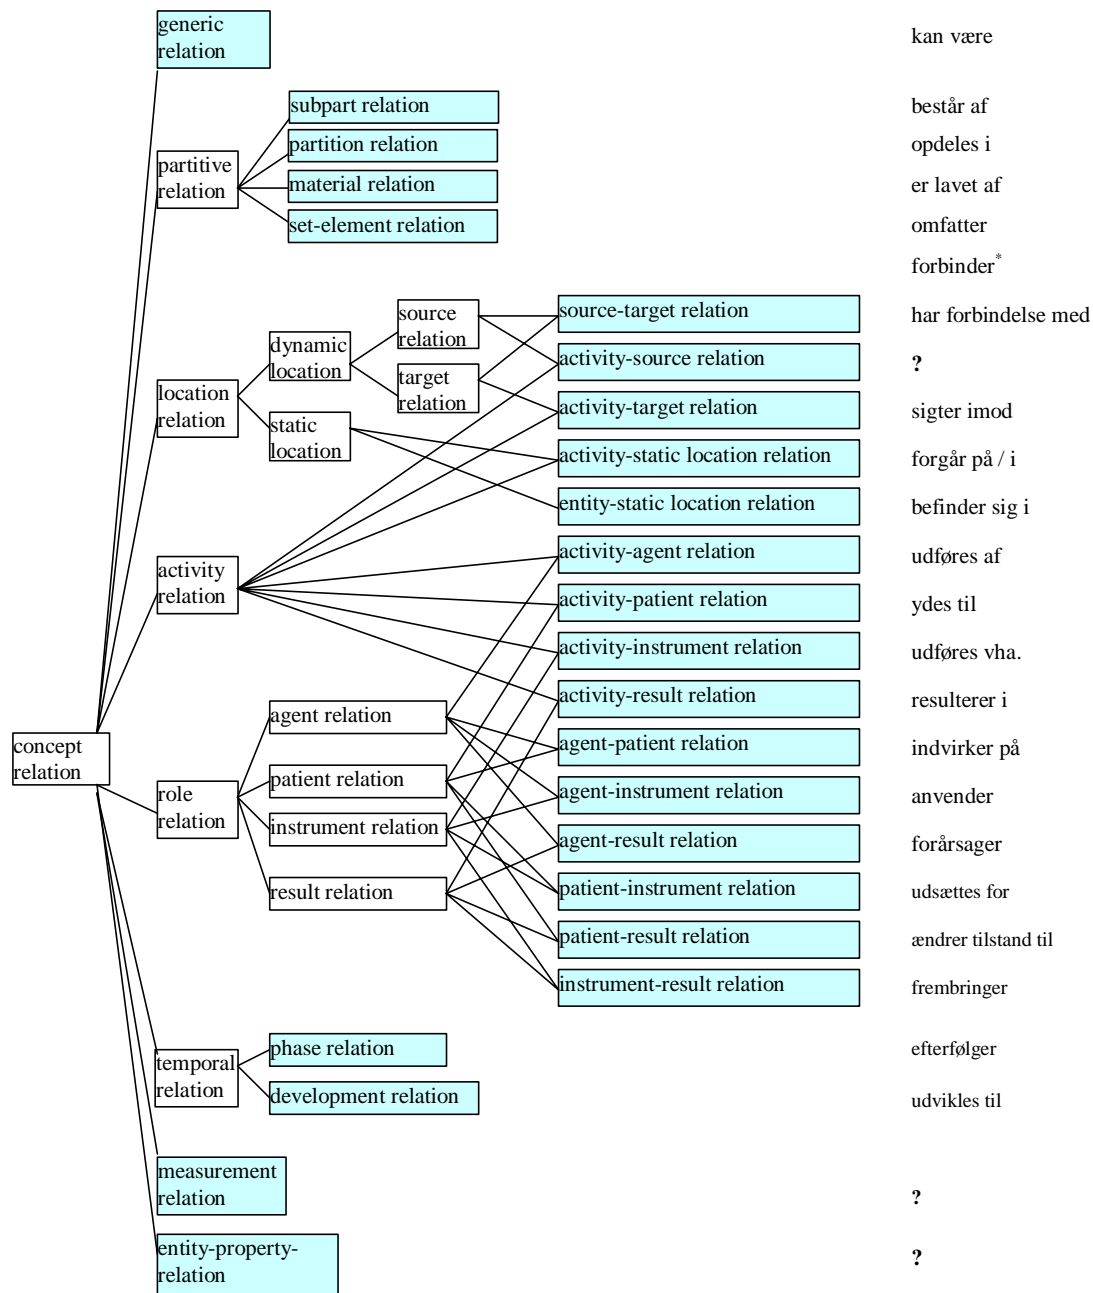 generic
relation
kan være
subpart relation
består af
partition relation
opdeles i
partitive
relation
material relation
er lavet af
set-element relation
omfatter
forbinder*
source
relation
source-target relation
har forbindelse med
dynamic
location
activity-source relation
?
target
relation
location
relation
activity-target relation
sigter imod
static
location
activity-static location relation
forgår på / i
entity-static location relation
befinder sig i
activity-agent relation
udføres af
activity
relation
activity-patient relation
ydes til
activity-instrument relation
udføres vha.
activity-result relation
resulterer i
agent relation
concept
relation
agent-patient relation
indvirker på
patient relation
role
relation
agent-instrument relation
anvender
instrument relation
agent-result relation
forårsager
result relation
patient-instrument relation
udsættes for
patient-result relation
ændrer tilstand til
instrument-result relation
frembringer
phase relation
efterfølger
temporal
relation
development relation
udvikles til
measurement
relation
?
entity-property-
relation
?